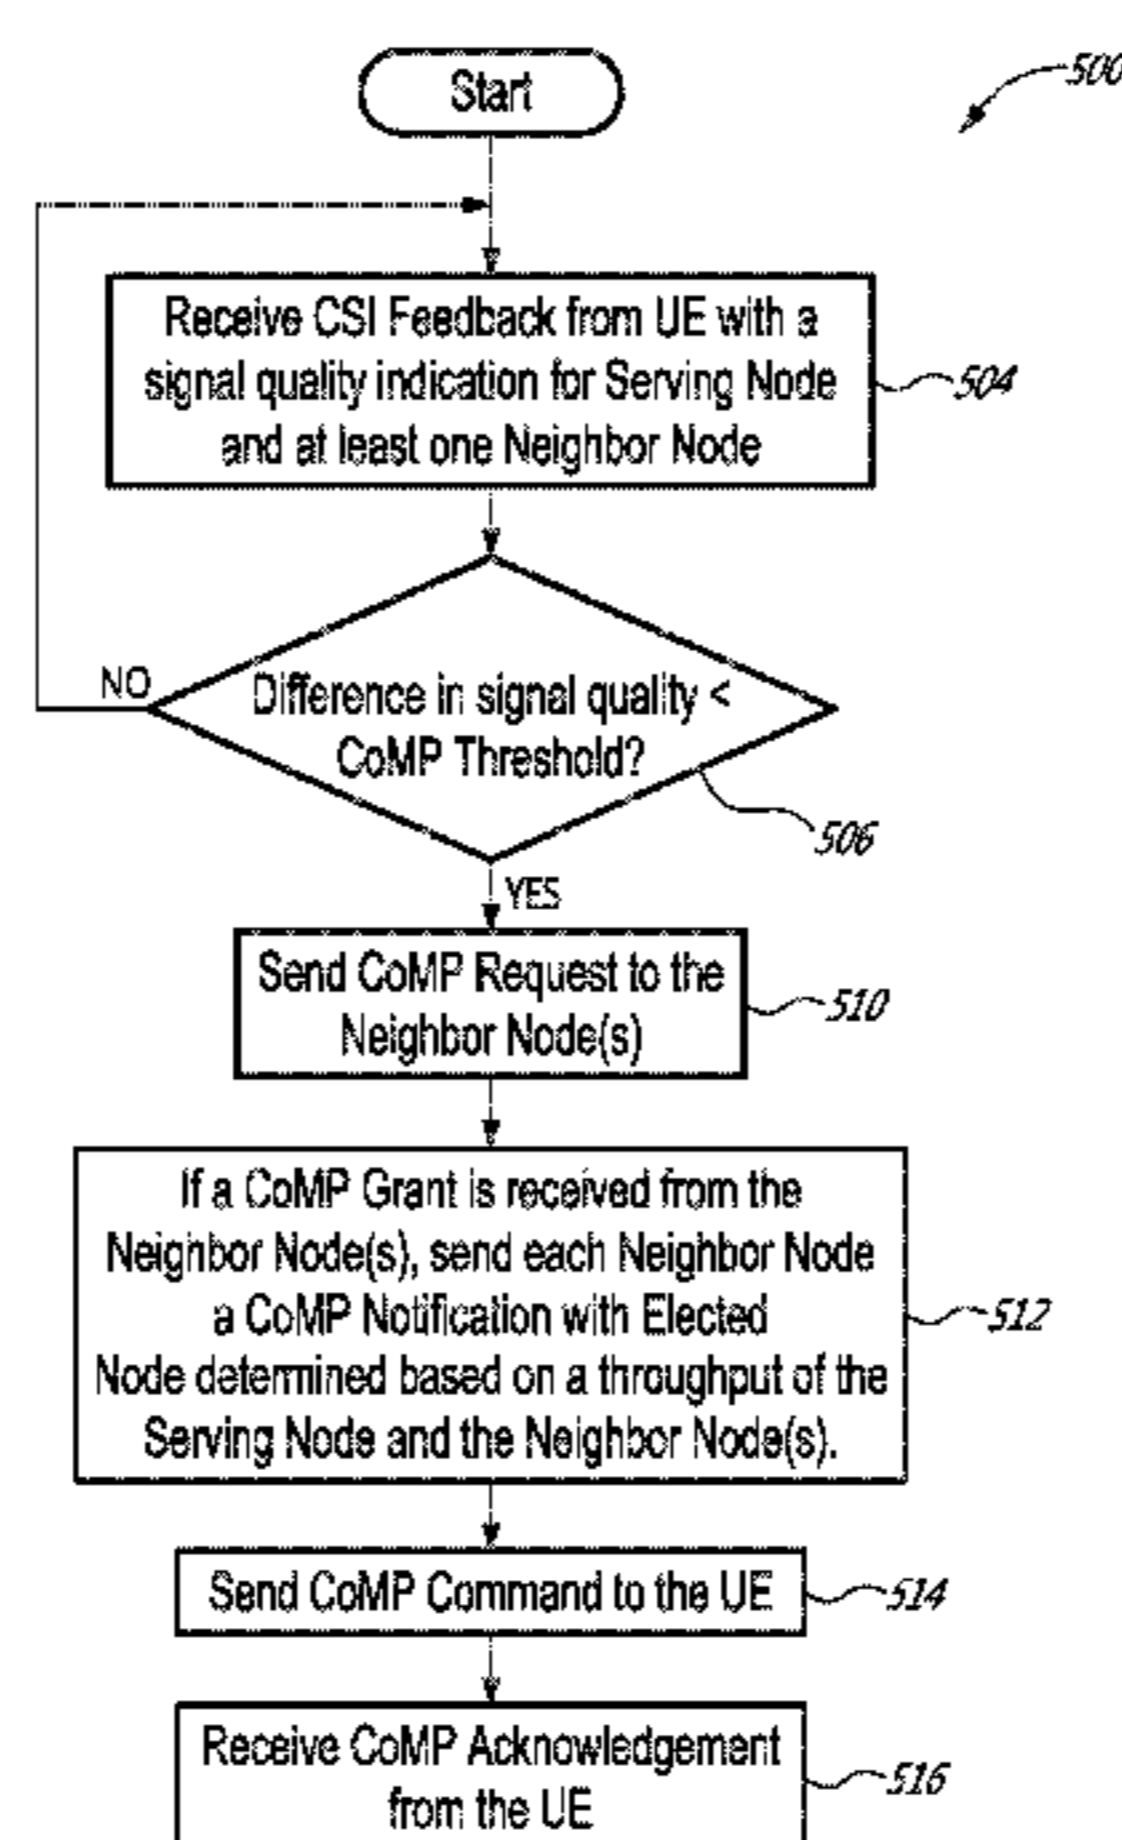 Start
500
Receive CSI Feedback from UE with a
signal quality indication for Serving Node
and at least one Neighbor Node
504
NO
Difference in signal quality <
CoMP Threshold?
506
YES
Send CoMP Request to the
Neighbor Node(s)
510
If a CoMP Grant is received from the
Neighbor Node(s), send each Neighbor Node
a CoMP Notification with Elected
Node determined based on a throughput of the
Serving Node and the Neighbor Node(s).
512
Send CoMP Command to the UE
514
Receive CoMP Acknowledgement
from the UE
516